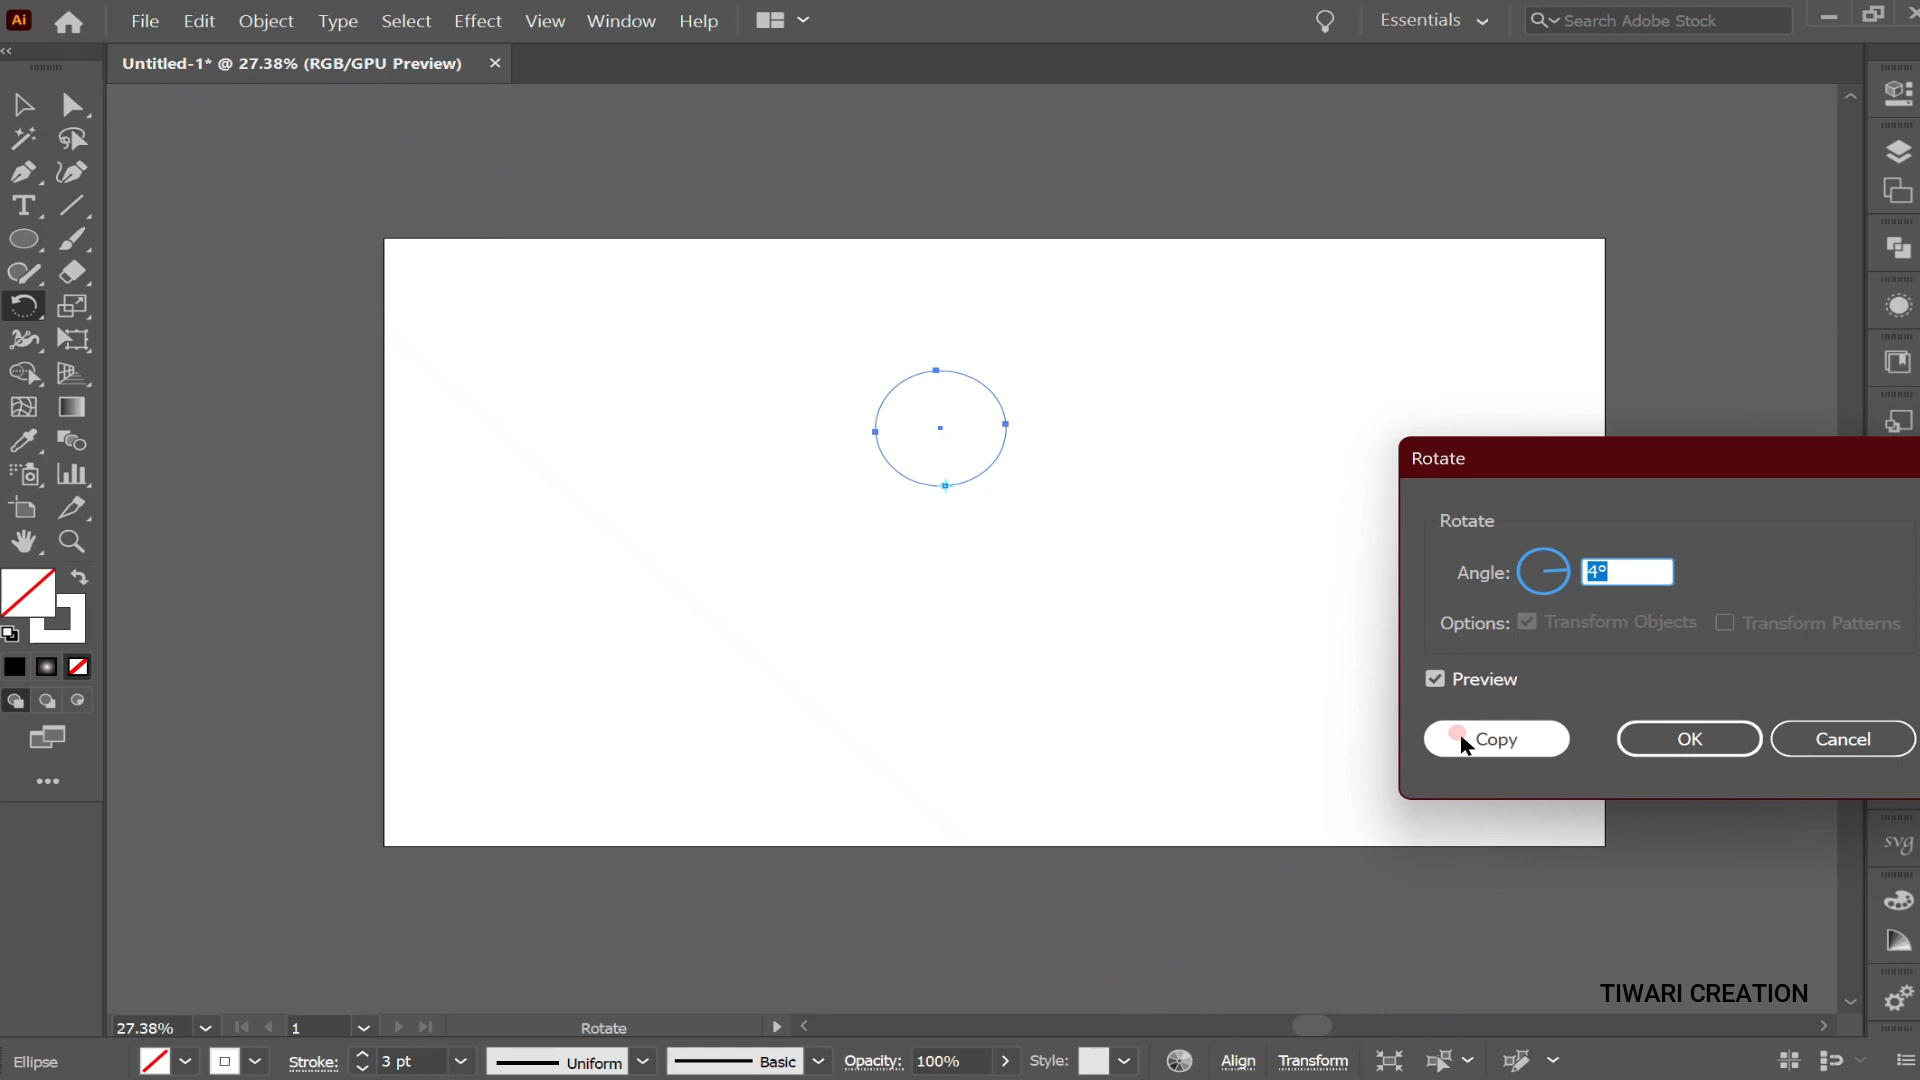 Ai File Edit Object Type Select Effect View Window Help Essentials Search Adobe Stock
Untitled-1* @ 27.38% (RGB/GPU Preview)
Rotate
Rotate
Angle: 4°
Options: Transform Objects Transform Patterns
Preview
Copy OK Cancel
svg
TIWARI CREATION
27.38% 1 Rotate
Ellipse Stroke: 3 pt Uniform Basic Opacity: 100% Style: Align Transform